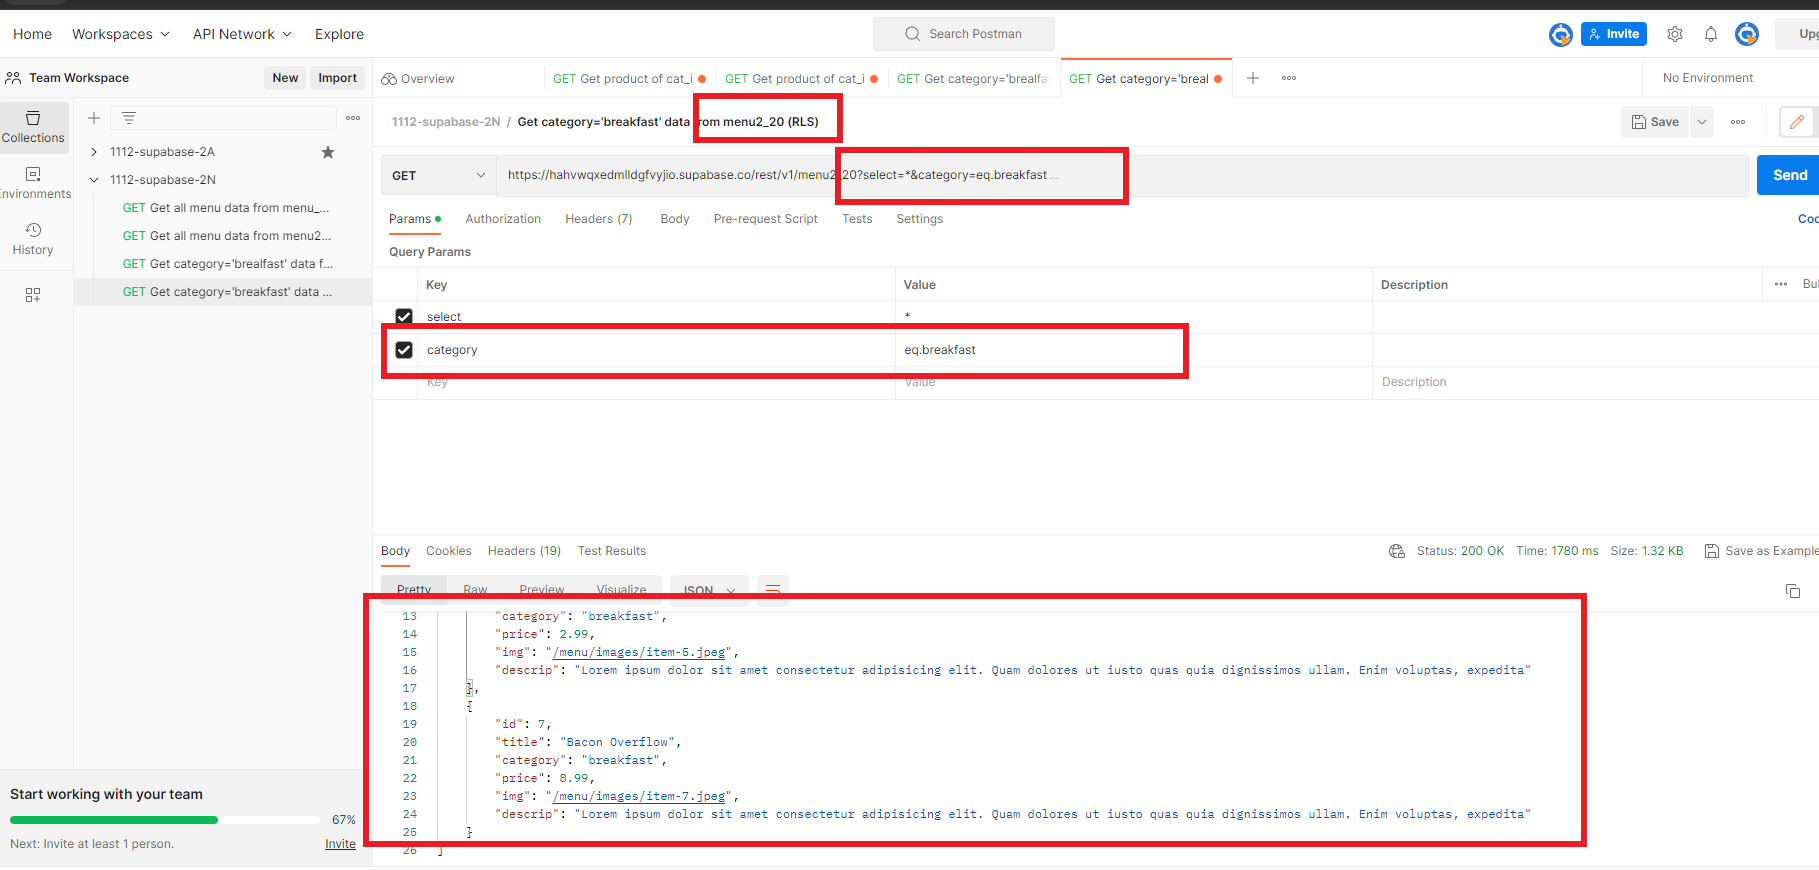 Home Workspaces API Network Explore Search Postman Invite Upg
Team Workspace New Import Overview GET Get product of cat_i GET Get product of cat_i GET Get category='brealfa GET Get category='breal No Environment
Collections
Environments
History
1112-supabase-2A
1112-supabase-2N
GET Get all menu data from menu_...
GET Get all menu data from menu2...
GET Get category='brealfast' data f...
GET Get category='breakfast' data ...
1112-supabase-2N / Get category='breakfast' data from menu2_20 (RLS) Save
GET https://hahvwqxedmlldgfvyjio.supabase.co/rest/v1/menu2_20?select=*&category=eq.breakfast ... Send
Params Authorization Headers (7) Body Pre-request Script Tests Settings Coo
Query Params
Key Value Description Bul
select *
category eq.breakfast
Key Value Description
Body Cookies Headers (19) Test Results Status: 200 OK Time: 1780 ms Size: 1.32 KB Save as Example
Pretty Raw Preview Visualize JSON
13 "category": "breakfast",
14 "price": 2.99,
15 "img": "/menu/images/item-5.jpeg",
16 "descrip": "Lorem ipsum dolor sit amet consectetur adipisicing elit. Quam dolores ut iusto quas quia dignissimos ullam. Enim voluptas, expedita"
17 },
18 {
19 "id": 7,
20 "title": "Bacon Overflow",
21 "category": "breakfast",
22 "price": 8.99,
23 "img": "/menu/images/item-7.jpeg",
24 "descrip": "Lorem ipsum dolor sit amet consectetur adipisicing elit. Quam dolores ut iusto quas quia dignissimos ullam. Enim voluptas, expedita"
25 }
26 ]
Start working with your team
67%
Next: Invite at least 1 person. Invite